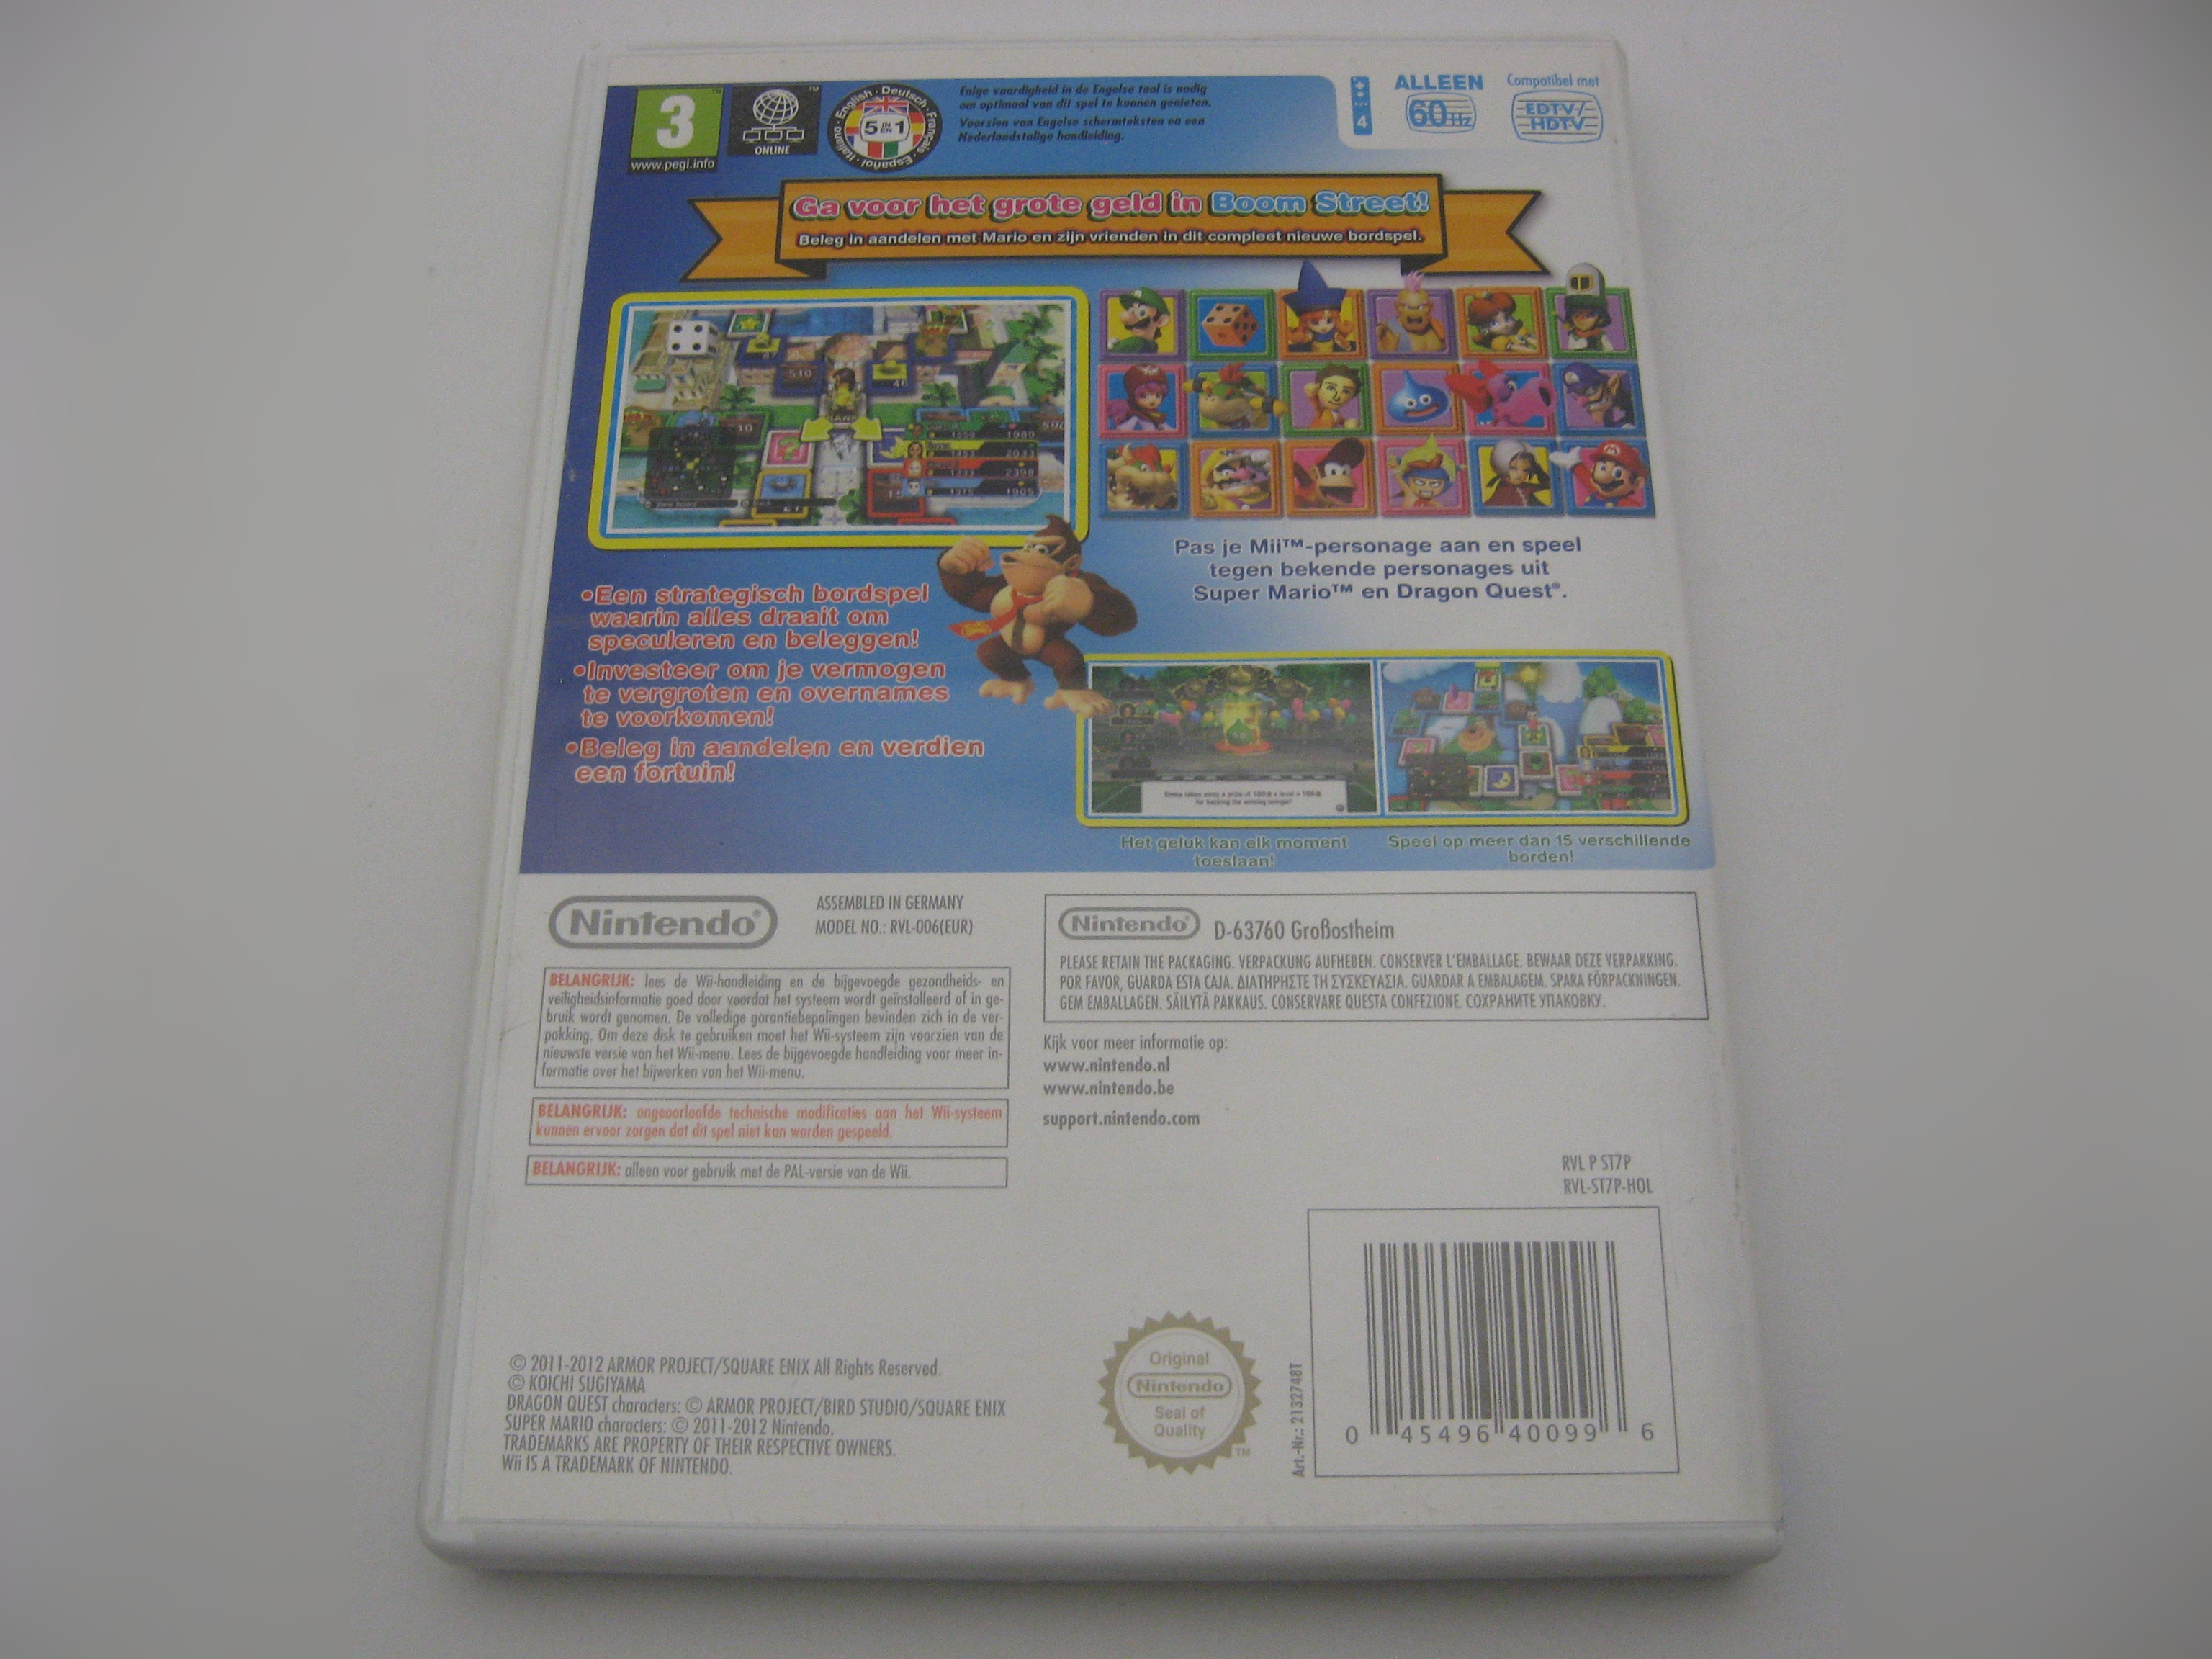 3
www.pegi.info
ONLINE
English · Deutsch · Français · Español · Italiano
5 IN EN 1
Enige vaardigheid in de Engelse taal is nodig
om optimaal van dit spel te kunnen genieten.
Voorzien van Engelse schermteksten en een
Nederlandstalige handleiding.
4
ALLEEN
60Hz
Compatibel met
EDTV/
HDTV
Ga voor het grote geld in Boom Street!
Beleg in aandelen met Mario en zijn vrienden in dit compleet nieuwe bordspel.
510
46
BANK
10
590
1559 1989
1453 2033
2398
1375 1905
Pas je Mii™-personage aan en speel
tegen bekende personages uit
Super Mario™ en Dragon Quest®.
•Een strategisch bordspel
waarin alles draait om
speculeren en beleggen!
•Investeer om je vermogen
te vergroten en overnames
te voorkomen!
•Beleg in aandelen en verdien
een fortuin!
Het geluk kan elk moment
toeslaan!
Speel op meer dan 15 verschillende
borden!
Nintendo®
ASSEMBLED IN GERMANY
MODEL NO.: RVL-006(EUR)
BELANGRIJK: lees de Wii-handleiding en de bijgevoegde gezondheids- en
veiligheidsinformatie goed door voordat het systeem wordt geïnstalleerd of in ge-
bruik wordt genomen. De volledige garantiebepalingen bevinden zich in de ver-
pakking. Om deze disk te gebruiken moet het Wii-systeem zijn voorzien van de
nieuwste versie van het Wii-menu. Lees de bijgevoegde handleiding voor meer in-
formatie over het bijwerken van het Wii-menu.
BELANGRIJK: ongeoorloofde technische modificaties aan het Wii-systeem
kunnen ervoor zorgen dat dit spel niet kan worden gespeeld.
BELANGRIJK: alleen voor gebruik met de PAL-versie van de Wii.
Nintendo® D-63760 Großostheim
PLEASE RETAIN THE PACKAGING. VERPACKUNG AUFHEBEN. CONSERVER L'EMBALLAGE. BEWAAR DEZE VERPAKKING.
POR FAVOR, GUARDA ESTA CAJA. ΔΙΑΤΗΡΗΣΤΕ ΤΗ ΣΥΣΚΕΥΑΣΙΑ. GUARDAR A EMBALAGEM. SPARA FÖRPACKNINGEN.
GEM EMBALLAGEN. SÄILYTÄ PAKKAUS. CONSERVARE QUESTA CONFEZIONE. СОХРАНИТЕ УПАКОВКУ.
Kijk voor meer informatie op:
www.nintendo.nl
www.nintendo.be
support.nintendo.com
RVL P ST7P
RVL-ST7P-HOL
© 2011-2012 ARMOR PROJECT/SQUARE ENIX All Rights Reserved.
© KOICHI SUGIYAMA
DRAGON QUEST characters: © ARMOR PROJECT/BIRD STUDIO/SQUARE ENIX
SUPER MARIO characters: © 2011-2012 Nintendo.
TRADEMARKS ARE PROPERTY OF THEIR RESPECTIVE OWNERS.
Wii IS A TRADEMARK OF NINTENDO.
Original
Nintendo
Seal of
Quality
™
Art.-Nr.: 2132748T
0 45496 40099 6